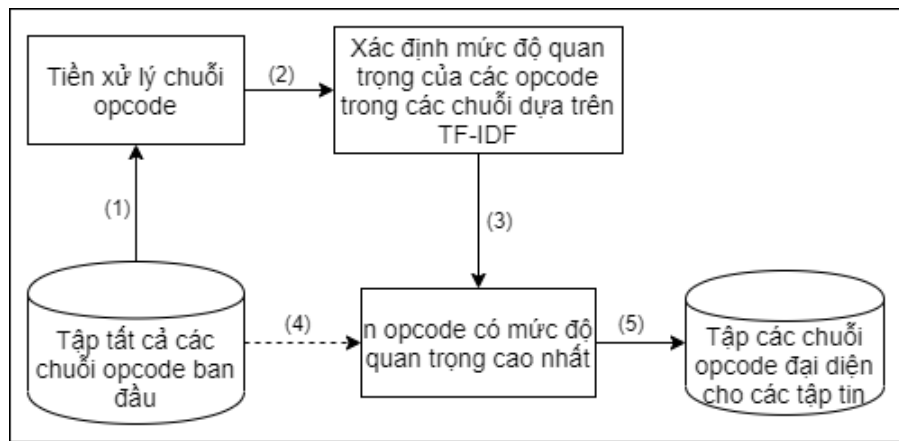 Tiền xử lý chuỗi
opcode
(2)
Xác định mức độ quan
trọng của các opcode
trong các chuỗi dựa trên
TF-IDF
(1)
(3)
Tập tất cả các
chuỗi opcode ban
đầu
(4)
n opcode có mức độ
quan trọng cao nhất
(5)
Tập các chuỗi
opcode đại diện
cho các tập tin